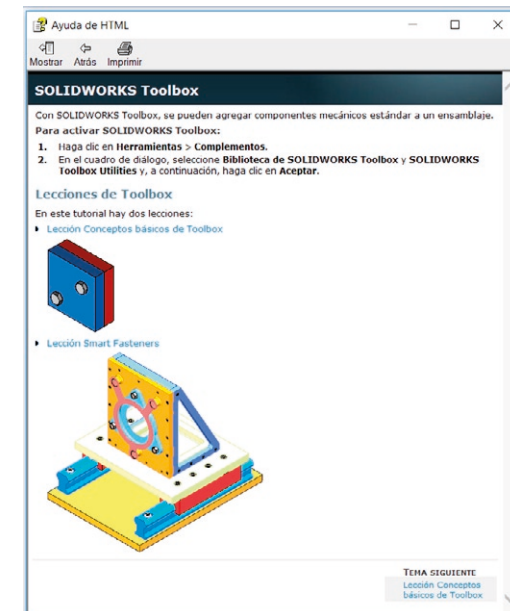 Ayuda de HTML
Mostrar Atrás Imprimir
SOLIDWORKS Toolbox
Con SOLIDWORKS Toolbox, se pueden agregar componentes mecánicos estándar a un ensamblaje.
Para activar SOLIDWORKS Toolbox:
1. Haga clic en Herramientas > Complementos.
2. En el cuadro de diálogo, seleccione Biblioteca de SOLIDWORKS Toolbox y SOLIDWORKS
Toolbox Utilities y, a continuación, haga clic en Aceptar.
Lecciones de Toolbox
En este tutorial hay dos lecciones:
Lección Conceptos básicos de Toolbox
Lección Smart Fasteners
TEMA SIGUIENTE
Lección Conceptos
básicos de Toolbox